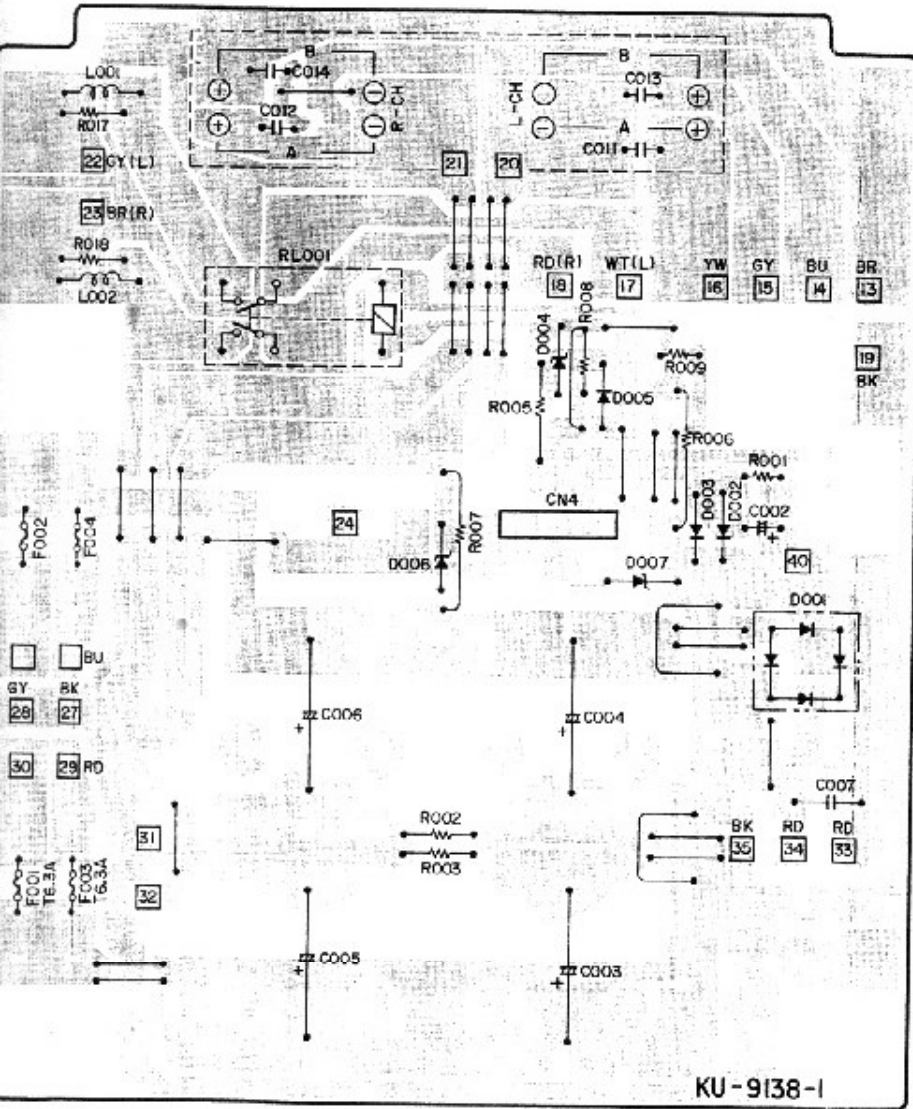 B
B
L001
C014
C013
R017
C012
R-CH
L-CH
A
A
C011
22 GY(L)
21
20
23 BR(R)
R018
RL001
RD(R)
WT(L)
YW
GY
BU
BR
L002
18
17
16
15
14
13
R008
D004
R009
19
BK
R005
D005
R006
R001
F002
F004
24
R007
CN4
D003
D002
C002
+
D006
D007
40
D001
BU
GY
BK
28
27
C006
+
C004
+
30
29 RD
C007
R002
BK
RD
RD
31
R003
35
34
33
F001
T6.3A
F003
T6.3A
32
C005
+
C003
+
KU-9138-1